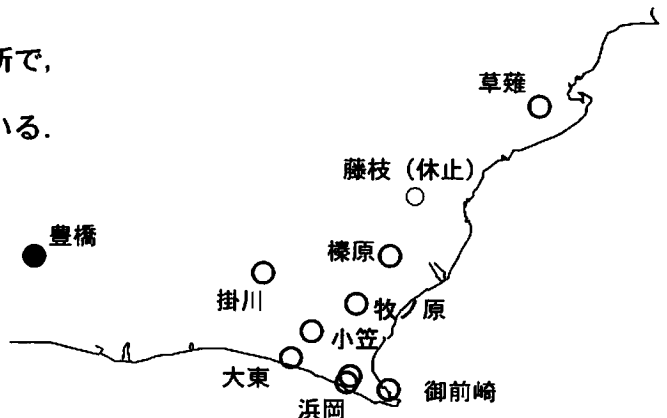 所で,
いる.
草薙
藤枝（休止）
豊橋
榛原
掛川
牧ノ原
小笠
大東
御前崎
浜岡